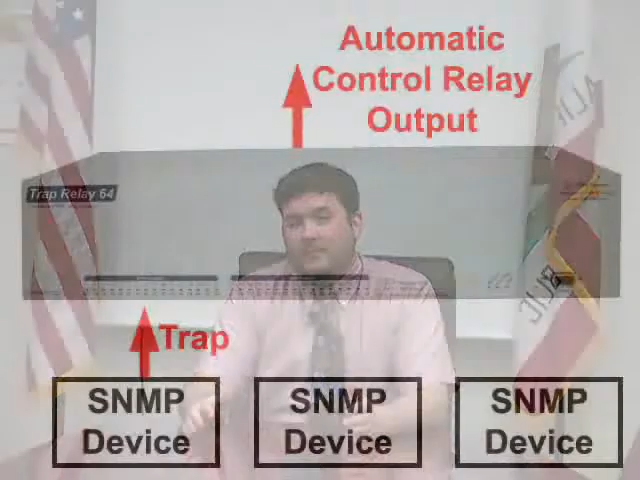 Automatic
Control Relay
Output
Trap Relay 64
Trap
SNMP
Device
SNMP
Device
SNMP
Device